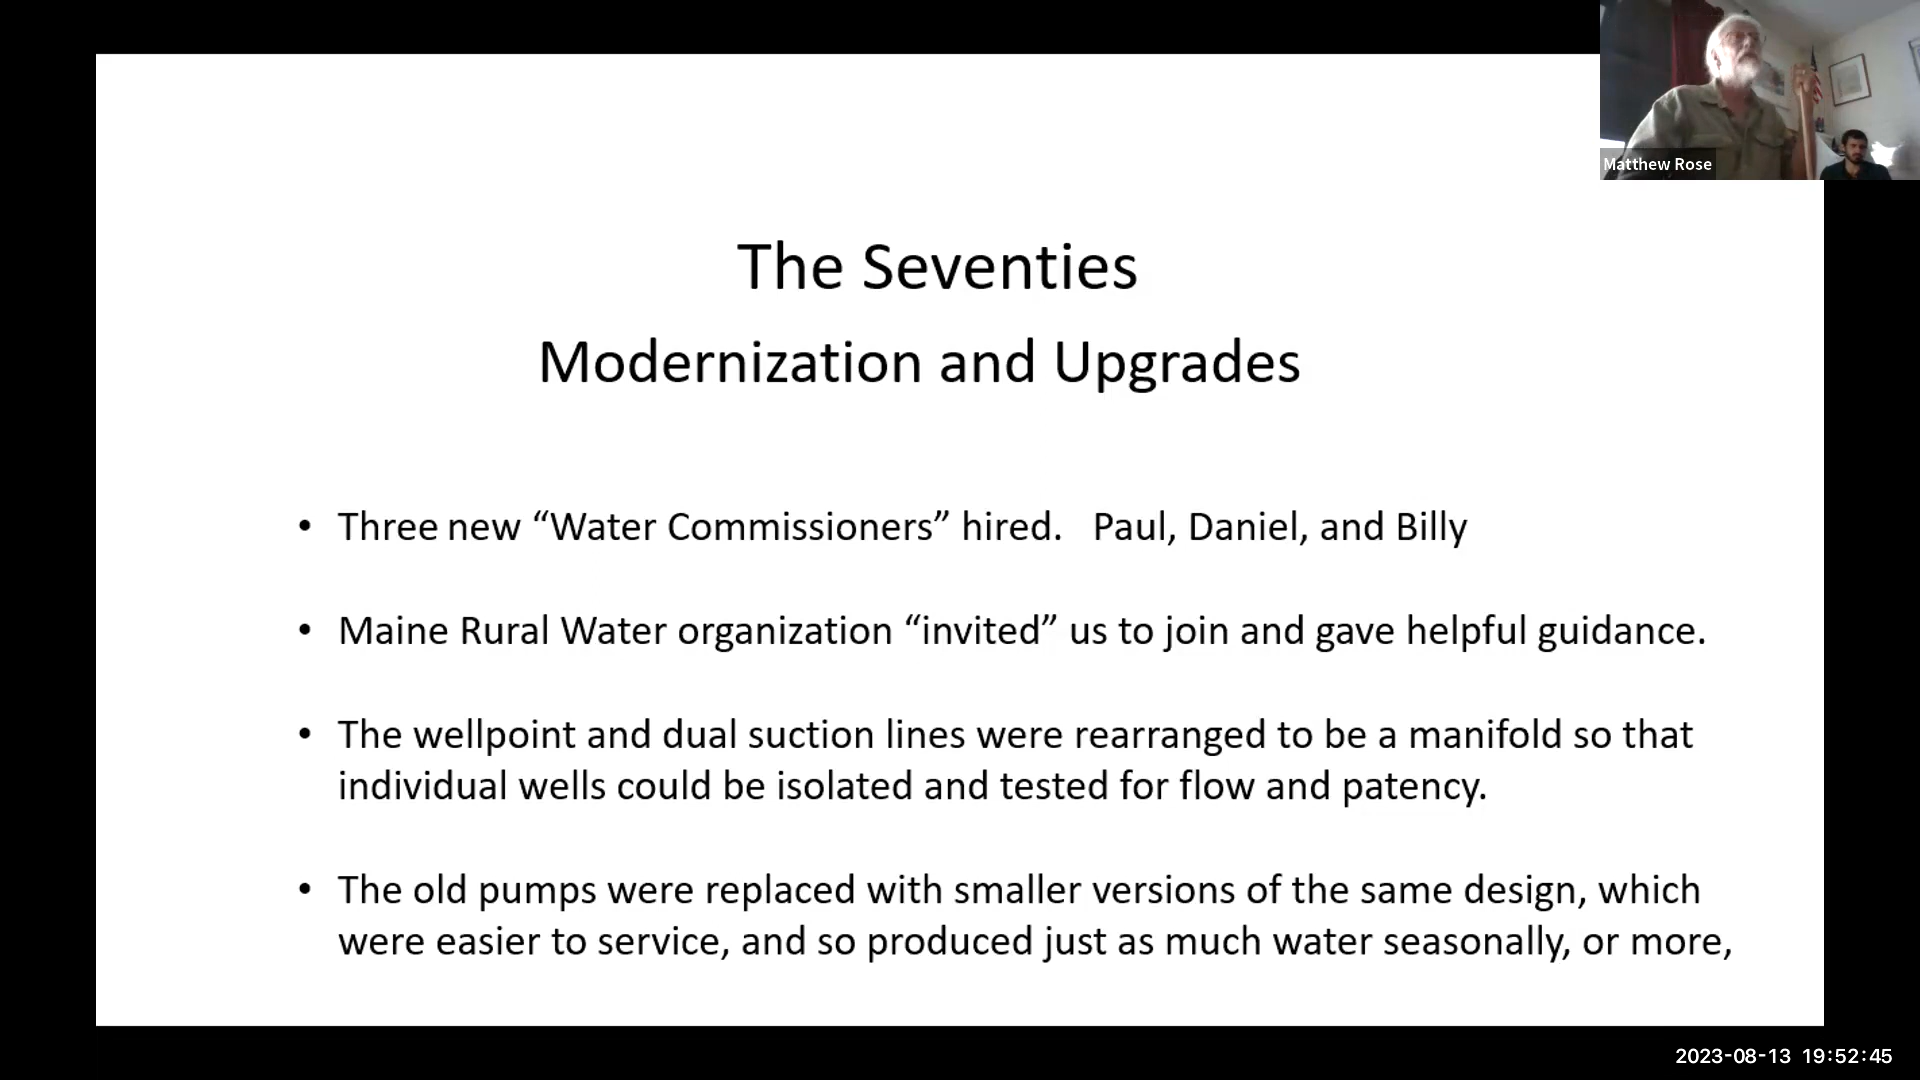 Matthew Rose
The Seventies
Modernization and Upgrades
• Three new “Water Commissioners” hired. Paul, Daniel, and Billy
• Maine Rural Water organization “invited” us to join and gave helpful guidance.
• The wellpoint and dual suction lines were rearranged to be a manifold so that
individual wells could be isolated and tested for flow and patency.
• The old pumps were replaced with smaller versions of the same design, which
were easier to service, and so produced just as much water seasonally, or more,
2023-08-13 19:52:45